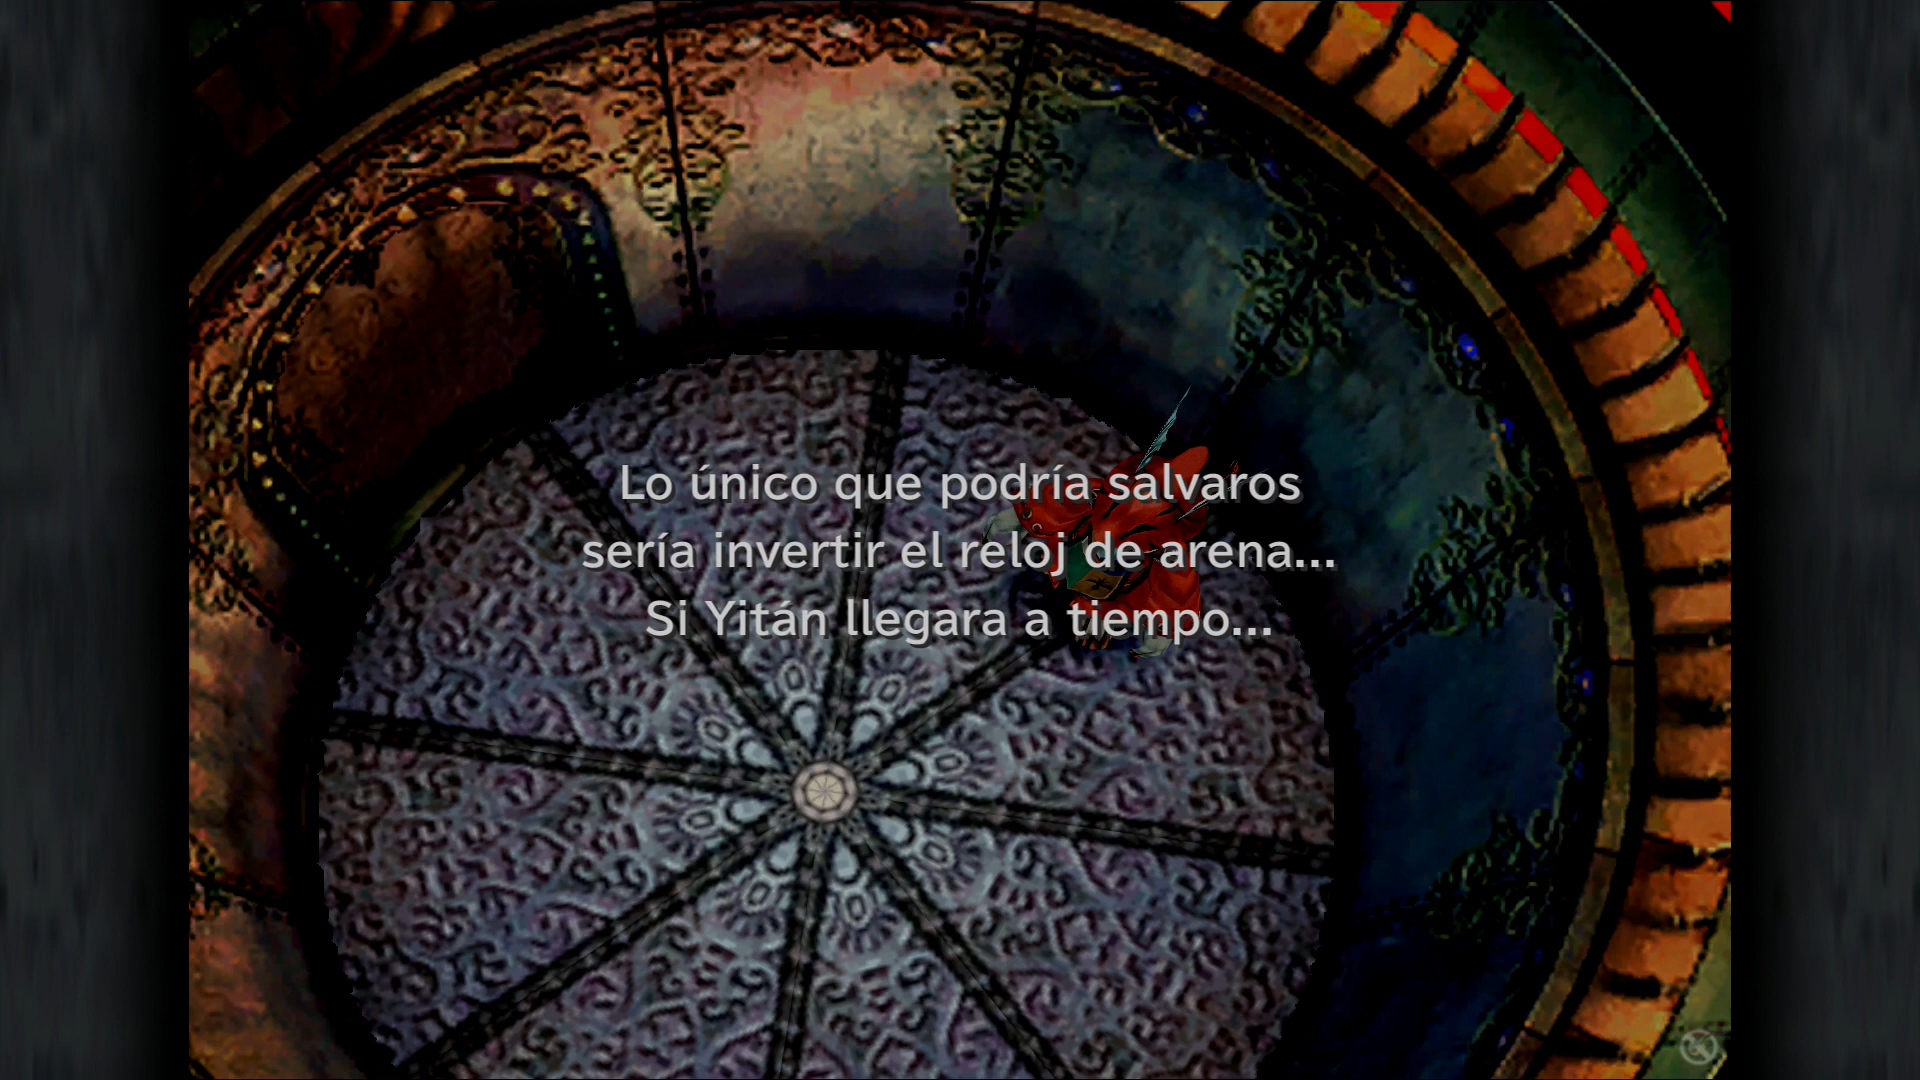 Lo único que podría salvaros
sería invertir el reloj de arena...
Si Yitán llegara a tiempo...